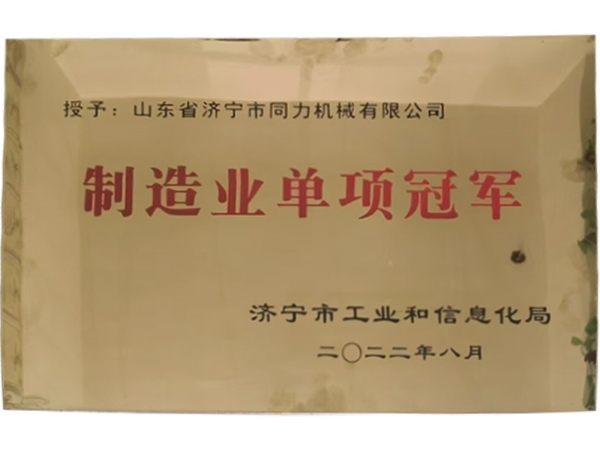 授予：山东省济宁市同力机械有限公司
制造业单项冠军
济宁市工业和信息化局
二〇二二年八月